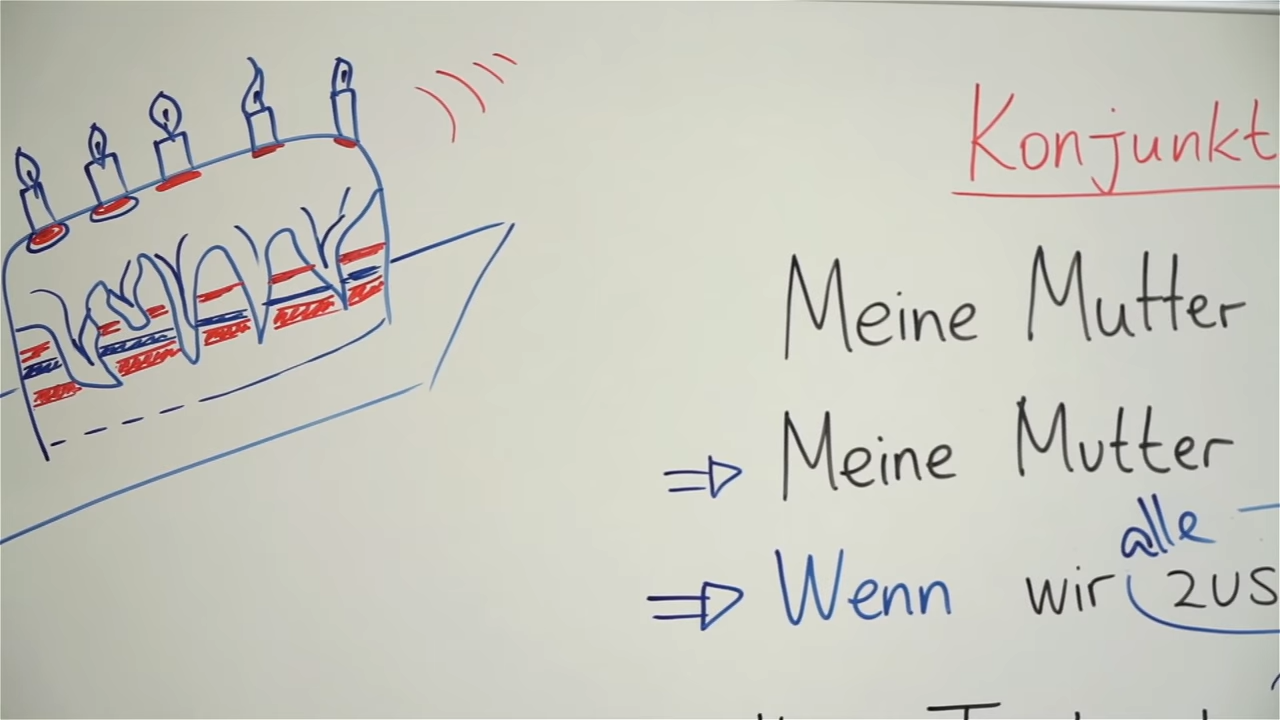 Konjunkt
Meine Mutter
⇒ Meine Mutter
alle
⇒ Wenn wir zus